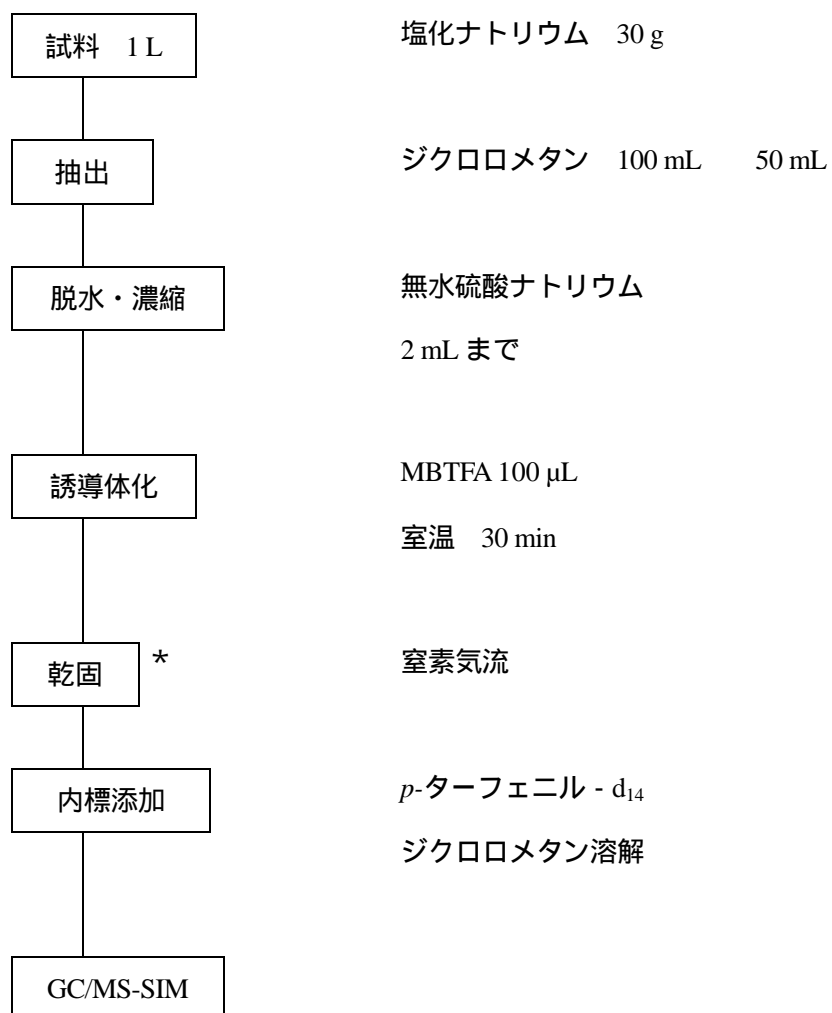 試料 1 L 塩化ナトリウム 30 g
抽出 ジクロロメタン 100 mL 50 mL
脱水・濃縮 無水硫酸ナトリウム
2 mL まで
誘導体化 MBTFA 100 μL
室温 30 min
乾固 * 窒素気流
内標添加 p-ターフェニル - d₁₄
ジクロロメタン溶解
GC/MS-SIM